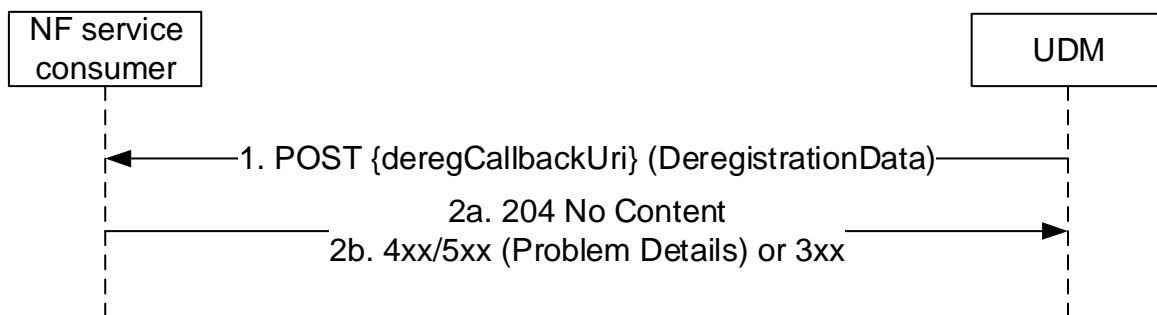 NF service
consumer
UDM
1. POST {deregCallbackUri} (DeregistrationData)
2a. 204 No Content
2b. 4xx/5xx (Problem Details) or 3xx